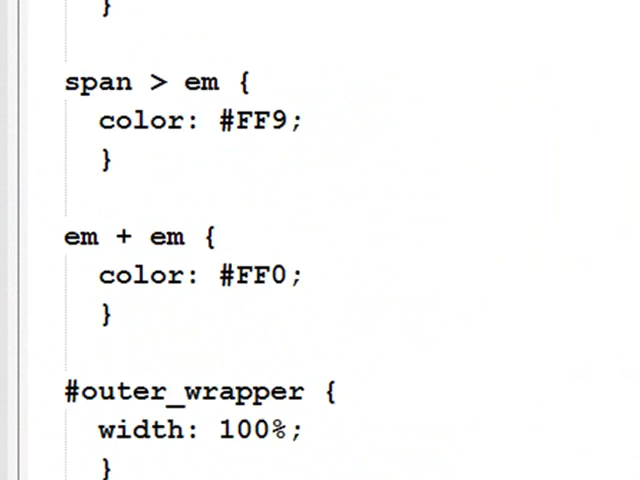 }
span > em {
color: #FF9;
}
em + em {
color: #FF0;
}
#outer_wrapper {
width: 100%;
}